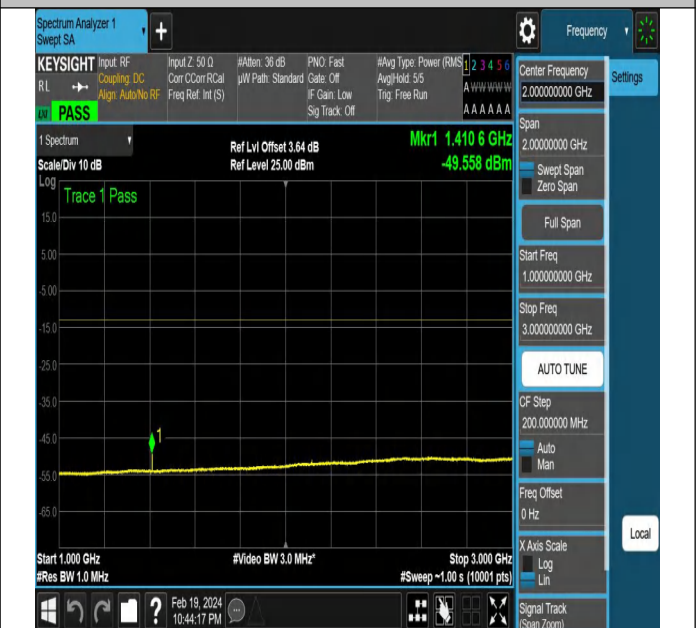 Spectrum Analyzer 1
Swept SA
+
Frequency
KEYSIGHT
RL
PASS
Input: RF
Coupling: DC
Align: Auto/No RF
Input Z: 50 Ω
Corr CCorr RCal
Freq Ref: Int (S)
#Atten: 36 dB
µW Path: Standard
PNO: Fast
Gate: Off
IF Gain: Low
Sig Track: Off
#Avg Type: Power (RMS
Avg|Hold: 5/5
Trig: Free Run
1 2 3 4 5 6
A W W W W W
A A A A A A
Center Frequency
2.000000000 GHz
Settings
1 Spectrum
Scale/Div 10 dB
Ref Lvl Offset 3.64 dB
Ref Level 25.00 dBm
Mkr1 1.410 6 GHz
-49.558 dBm
Span
2.00000000 GHz
Swept Span
Zero Span
Full Span
Start Freq
1.000000000 GHz
Stop Freq
3.000000000 GHz
AUTO TUNE
CF Step
200.000000 MHz
Auto
Man
Freq Offset
0 Hz
X Axis Scale
Log
Lin
Signal Track
(Span Zoom)
Local
Log
Trace 1 Pass
15.0
5.00
-5.00
-15.0
-25.0
-35.0
-45.0
-55.0
-65.0
1
Start 1.000 GHz
#Res BW 1.0 MHz
#Video BW 3.0 MHz*
Stop 3.000 GHz
#Sweep ~1.00 s (10001 pts)
?
Feb 19, 2024
10:44:17 PM